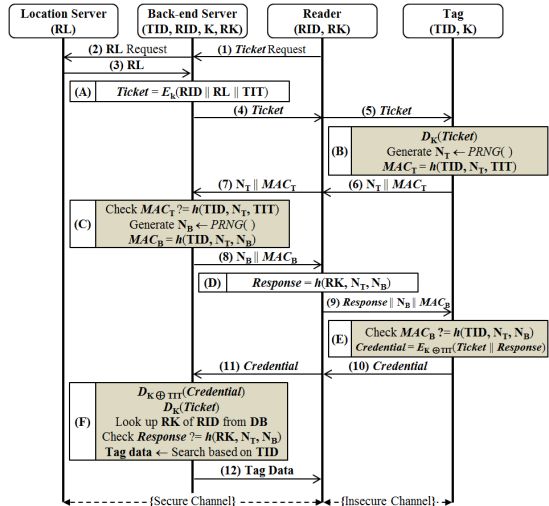 Location Server
(RL)
Back-end Server
(TID, RID, K, RK)
Reader
(RID, RK)
Tag
(TID, K)
(2) RL Request
(1) Ticket Request
(3) RL
(A) Ticket = Ek(RID || RL || TIT)
(4) Ticket
(5) Ticket
(B)
DK(Ticket)
Generate NT ← PRNG( )
MACT = h(TID, NT, TIT)
(7) NT || MACT
(6) NT || MACT
(C)
Check MACT ?= h(TID, NT, TIT)
Generate NB ← PRNG( )
MACB = h(TID, NT, NB)
(8) NB || MACB
(D) Response = h(RK, NT, NB)
(9) Response || NB || MACB
(E)
Check MACB ?= h(TID, NT, NB)
Credential = EK ⊕ TIT(Ticket || Response)
(11) Credential
(10) Credential
(F)
DK ⊕ TIT(Credential)
DK(Ticket)
Look up RK of RID from DB
Check Response ?= h(RK, NT, NB)
Tag data ← Search based on TID
(12) Tag Data
{Secure Channel}
{Insecure Channel}